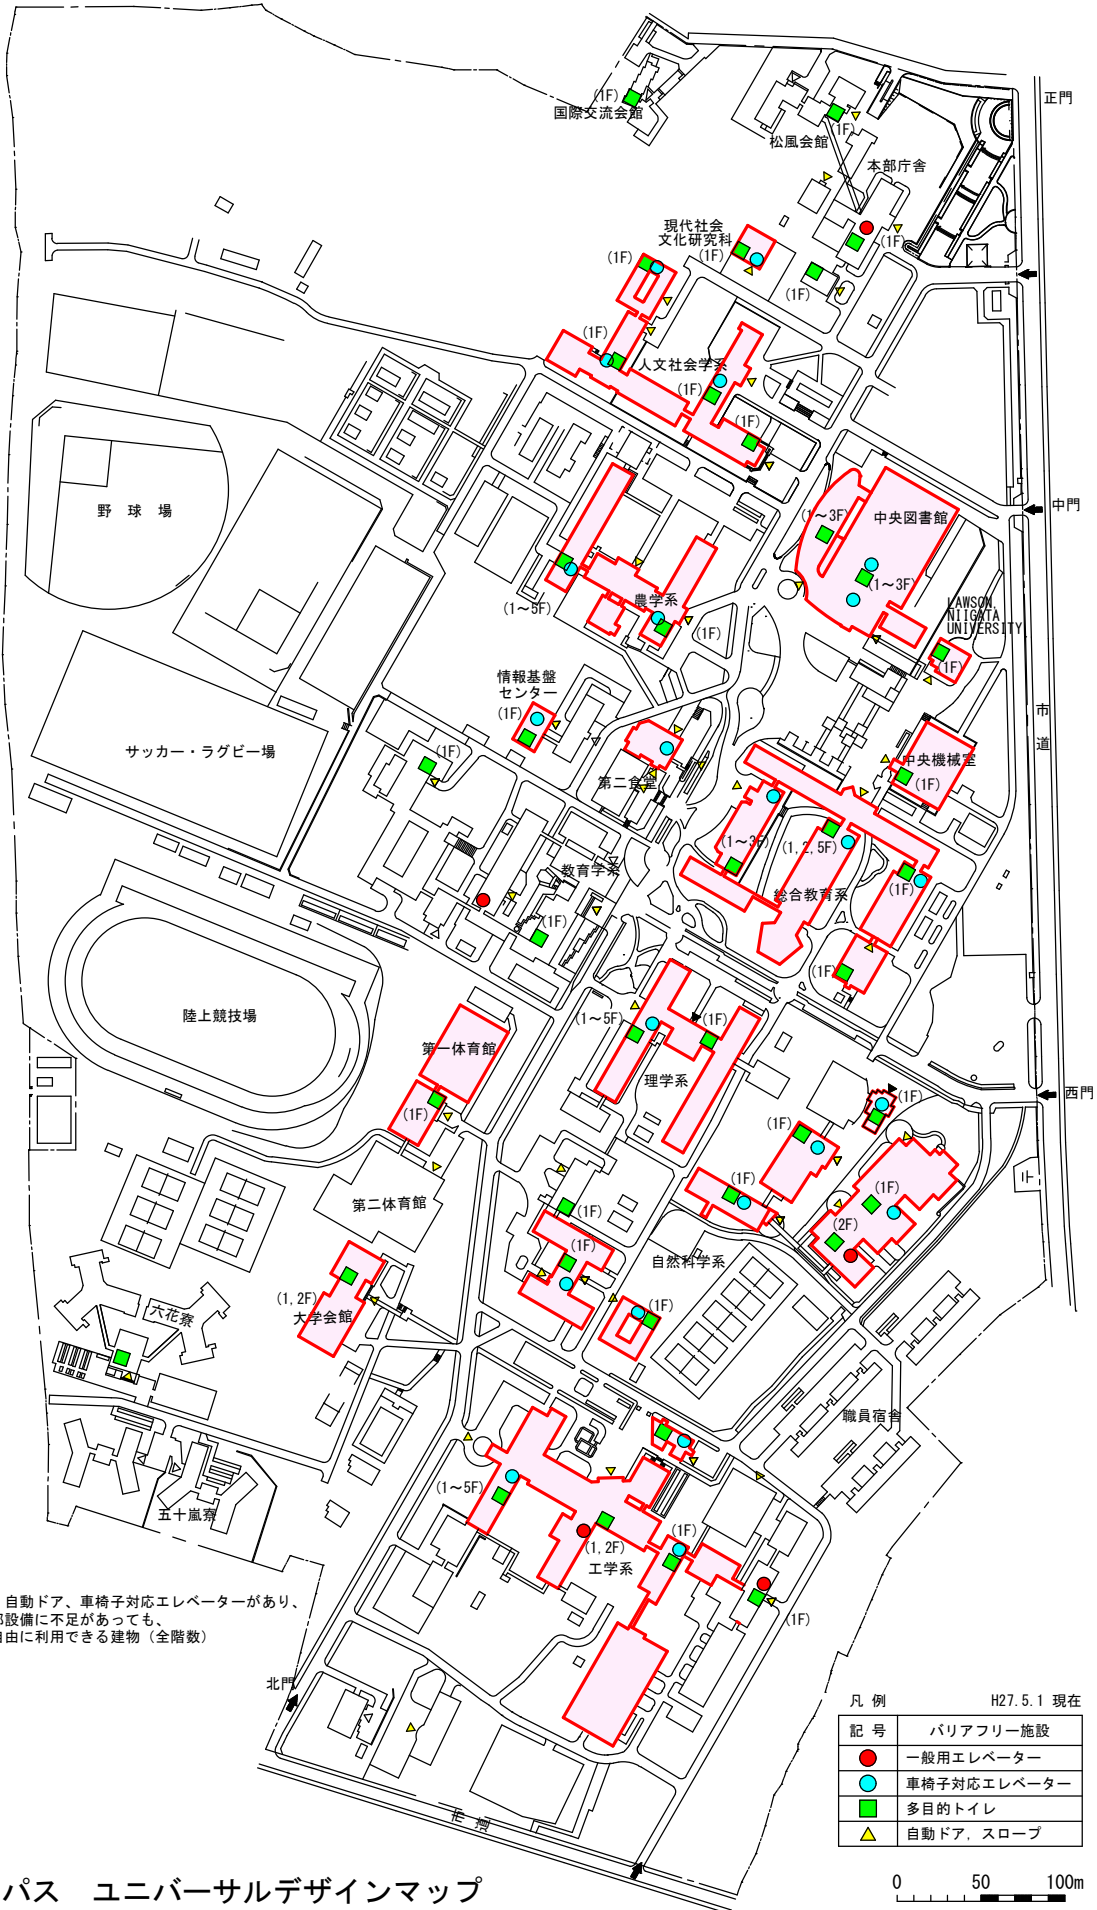 正門
(1F)
国際交流会館
(1F)
松風会館
本部庁舎
現代社会
文化研究科
(1F)
(1F)
(1F)
(1F)
(1F)
人文社会学系
(1F)
(1F)
野 球 場
中央図書館
(1～3F)
中門
(1～3F)
(1～5F)
農学系
(1F)
LAWSON
NIIGATA
UNIVERSITY
(1F)
情報基盤
センター
(1F)
市
道
サッカー・ラグビー場
(1F)
第二食堂
中央機械室
(1F)
(1～3F)
(1,2,5F)
教育学系
総合教育系
(1F)
(1F)
(1F)
陸上競技場
(1～5F)
(1F)
第一体育館
理学系
(1F)
(1F)
西門
(1F)
(1F)
第二体育館
(1F)
(1F)
(2F)
(1F)
自然科学系
(1,2F)
大学会館
六花寮
(1F)
職員宿舎
(1～5F)
五十嵐寮
(1F)
(1,2F)
工学系
(1F)
自動ドア、車椅子対応エレベーターがあり、
設備に不足があっても、
自由に利用できる建物（全階数）
北門
凡 例 H27.5.1 現在
記 号 バリアフリー施設
一般用エレベーター
車椅子対応エレベーター
多目的トイレ
自動ドア，スロープ
市 道
パス ユニバーサルデザインマップ
0 50 100m